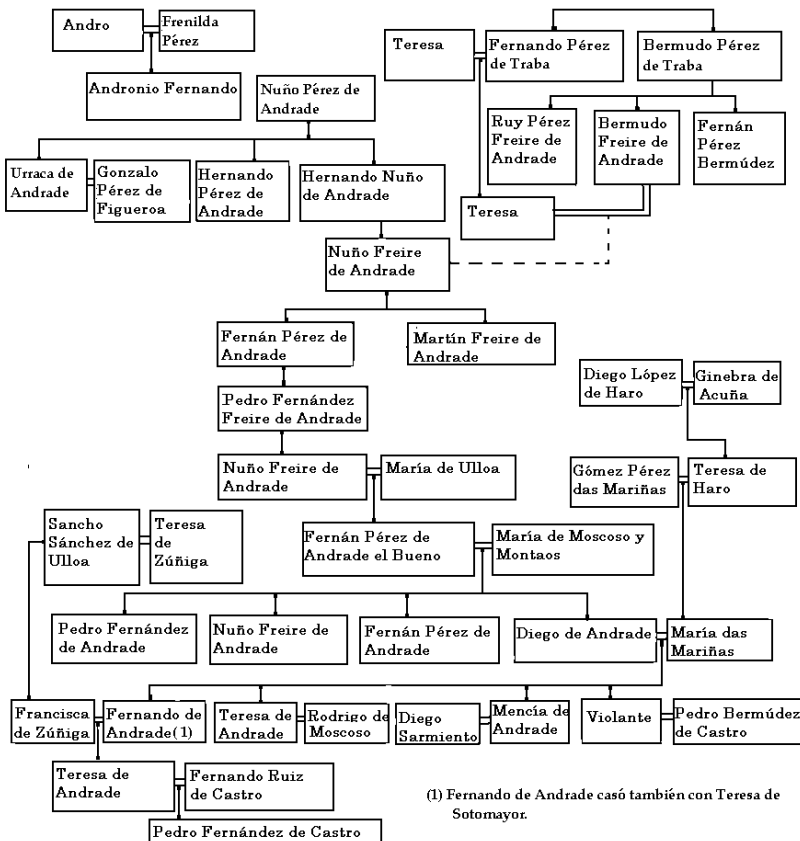 Andro
Frenilda
Pérez
Andronio Fernando
Nuño Pérez de
Andrade
Teresa
Fernando Pérez
de Traba
Bermudo Pérez
de Traba
Ruy Pérez
Freire de
Andrade
Bermudo
Freire de
Andrade
Fernán
Pérez
Bermúdez
Urraca de
Andrade
Gonzalo
Pérez de
Figueroa
Hernando
Pérez de
Andrade
Hernando Nuño
de Andrade
Teresa
Nuño Freire
de Andrade
Fernán Pérez de
Andrade
Martín Freire de
Andrade
Pedro Fernández
Freire de Andrade
Diego López
de Haro
Ginebra de
Acuña
Nuño Freire de
Andrade
María de Ulloa
Gómez Pérez
das Mariñas
Teresa de
Haro
Sancho
Sánchez de
Ulloa
Teresa
de
Zúñiga
Fernán Pérez de
Andrade el Bueno
María de Moscoso y
Montaos
Pedro Fernández
de Andrade
Nuño Freire de
Andrade
Fernán Pérez de
Andrade
Diego de Andrade
María das
Mariñas
Francisca
de Zúñiga
Fernando de
Andrade(1)
Teresa de
Andrade
Rodrigo de
Moscoso
Diego
Sarmiento
Mencía de
Andrade
Violante
Pedro Bermúdez
de Castro
Teresa de
Andrade
Fernando Ruiz
de Castro
Pedro Fernández de Castro
(1) Fernando de Andrade casó también con Teresa de
Sotomayor.